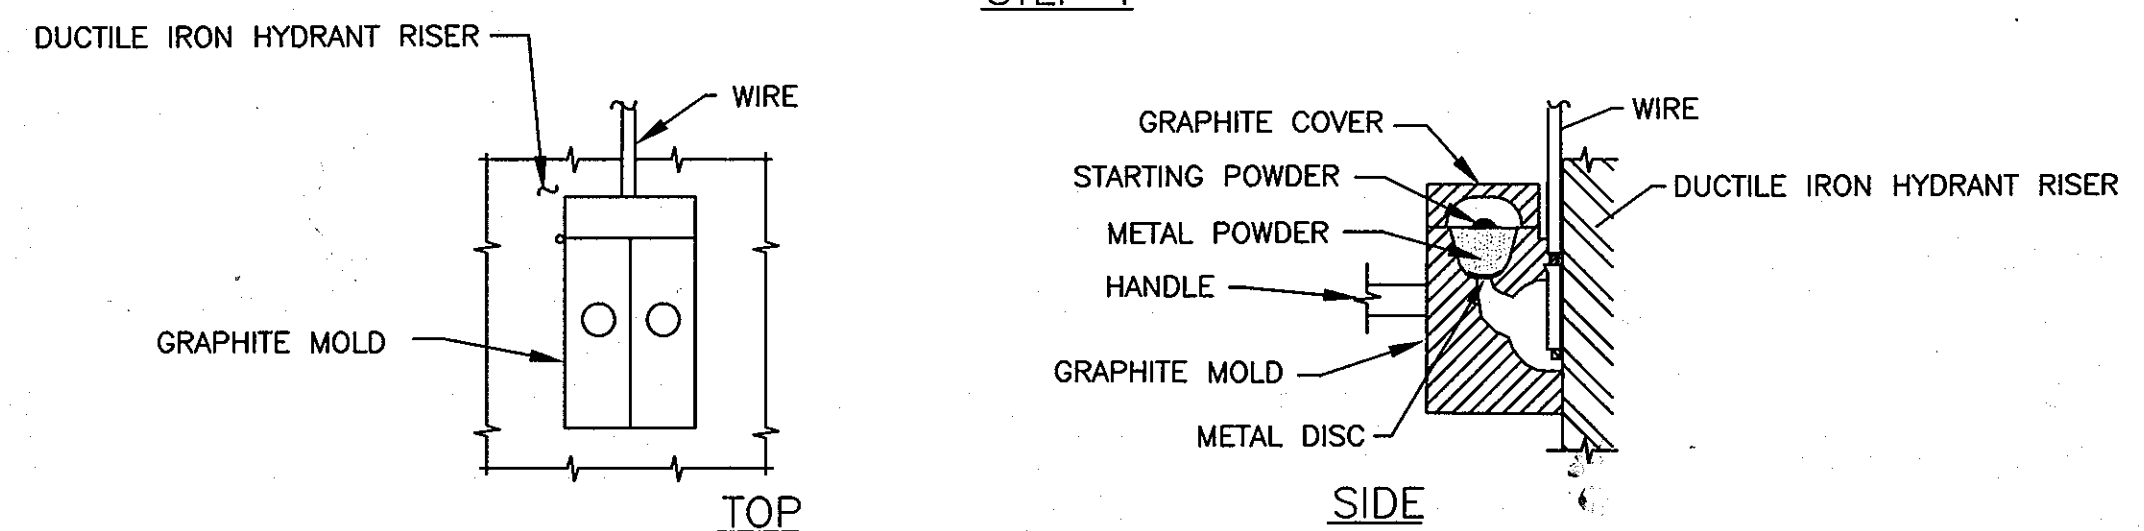 DUCTILE IRON HYDRANT RISER
WIRE
GRAPHITE MOLD
TOP
GRAPHITE COVER
STARTING POWDER
METAL POWDER
HANDLE
GRAPHITE MOLD
METAL DISC
WIRE
DUCTILE IRON HYDRANT RISER
SIDE